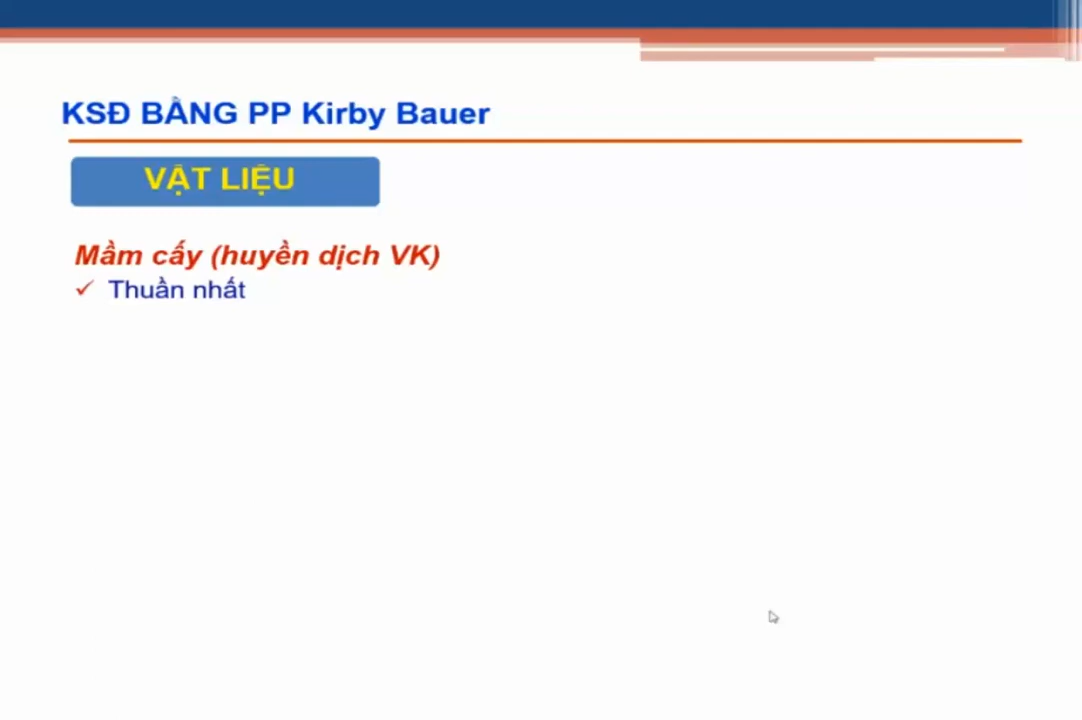 KSĐ BẰNG PP Kirby Bauer
VẬT LIỆU
Mầm cấy (huyền dịch VK)
✓ Thuần nhất